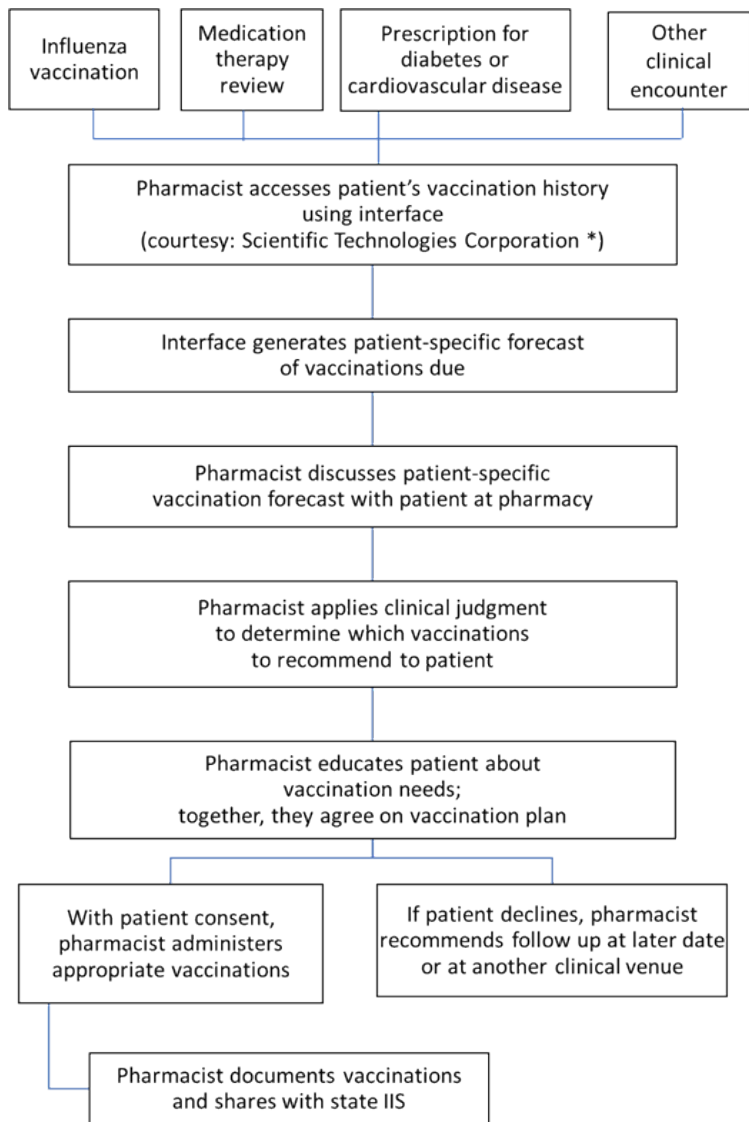 Influenza
vaccination
Medication
therapy
review
Prescription for
diabetes or
cardiovascular disease
Other
clinical
encounter
Pharmacist accesses patient’s vaccination history
using interface
(courtesy: Scientific Technologies Corporation *)
Interface generates patient-specific forecast
of vaccinations due
Pharmacist discusses patient-specific
vaccination forecast with patient at pharmacy
Pharmacist applies clinical judgment
to determine which vaccinations
to recommend to patient
Pharmacist educates patient about
vaccination needs;
together, they agree on vaccination plan
With patient consent,
pharmacist administers
appropriate vaccinations
If patient declines, pharmacist
recommends follow up at later date
or at another clinical venue
Pharmacist documents vaccinations
and shares with state IIS